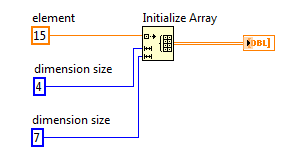 element
Initialize Array
15
DBL]
dimension size
4
dimension size
7